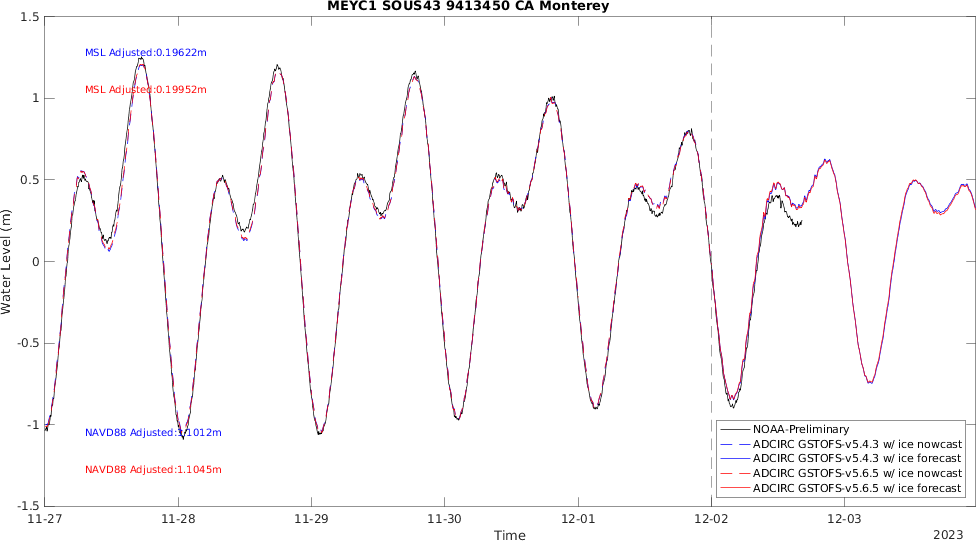 MEYC1 SOUS43 9413450 CA Monterey
1.5
1
0.5
0
-0.5
-1
-1.5
Water Level (m)
MSL Adjusted:0.19622m
MSL Adjusted:0.19952m
NAVD88 Adjusted:1.1012m
NAVD88 Adjusted:1.1045m
NOAA-Preliminary
ADCIRC GSTOFS-v5.4.3 w/ ice nowcast
ADCIRC GSTOFS-v5.4.3 w/ ice forecast
ADCIRC GSTOFS-v5.6.5 w/ ice nowcast
ADCIRC GSTOFS-v5.6.5 w/ ice forecast
11-27 11-28 11-29 11-30 12-01 12-02 12-03
Time
2023